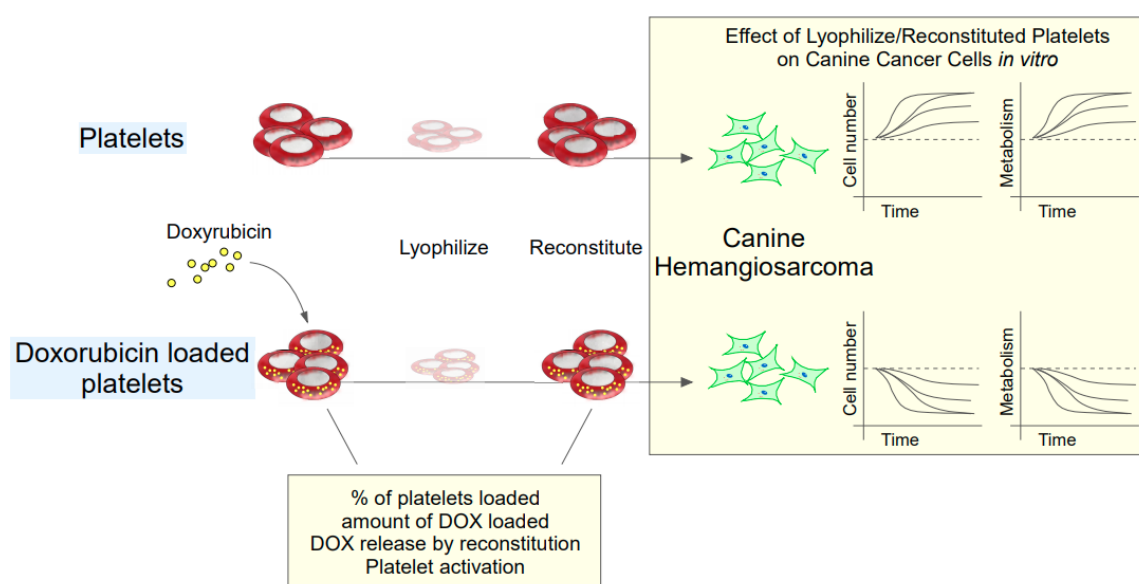 Effect of Lyophilize/Reconstituted Platelets
on Canine Cancer Cells in vitro
Platelets
Cell number
Time
Metabolism
Time
Doxyrubicin
Lyophilize
Reconstitute
Canine
Hemangiosarcoma
Doxorubicin loaded
platelets
Cell number
Time
Metabolism
Time
% of platelets loaded
amount of DOX loaded
DOX release by reconstitution
Platelet activation